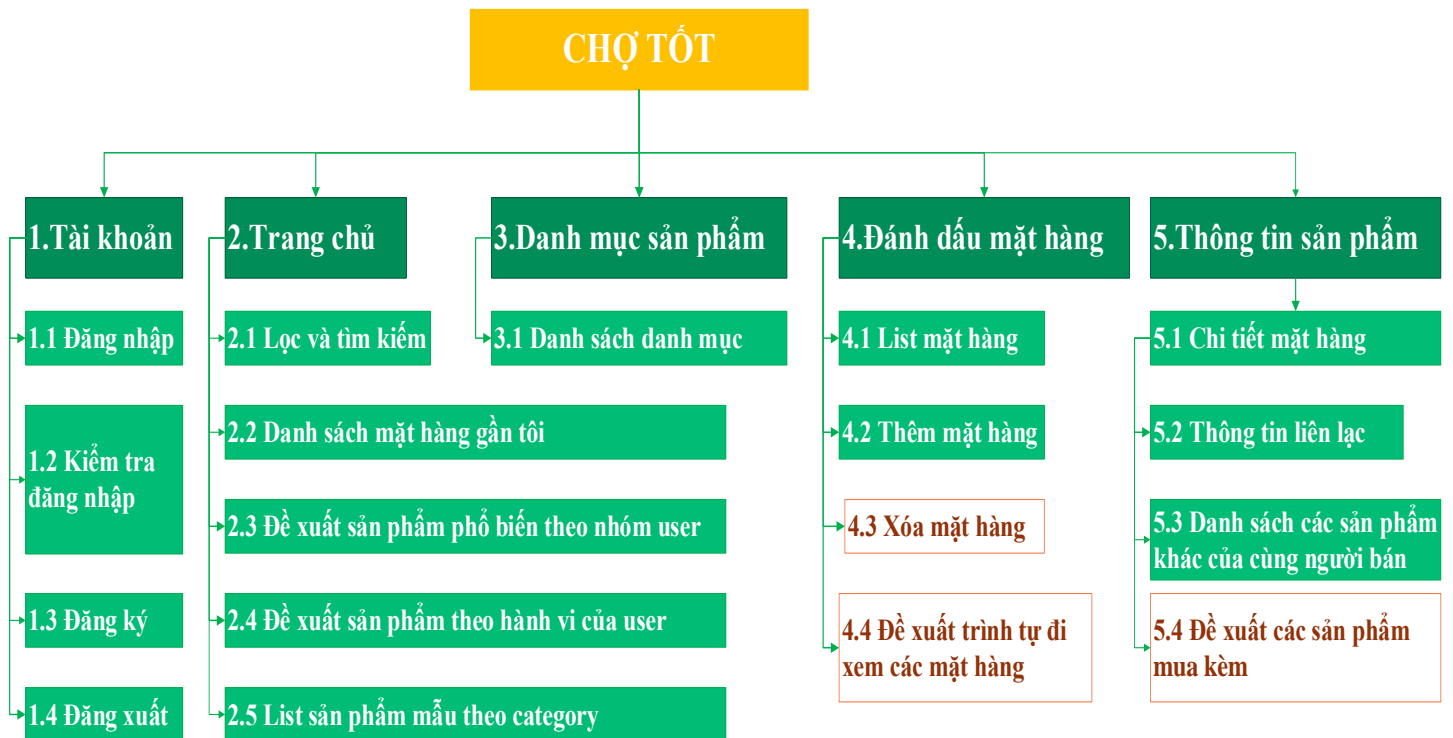 CHỢ TỐT
1.Tài khoản
1.1 Đăng nhập
1.2 Kiểm tra
đăng nhập
1.3 Đăng ký
1.4 Đăng xuất
2.Trang chủ
2.1 Lọc và tìm kiếm
2.2 Danh sách mặt hàng gần tôi
2.3 Đề xuất sản phẩm phổ biến theo nhóm user
2.4 Đề xuất sản phẩm theo hành vi của user
2.5 List sản phẩm mẫu theo category
3.Danh mục sản phẩm
3.1 Danh sách danh mục
4.Đánh dấu mặt hàng
4.1 List mặt hàng
4.2 Thêm mặt hàng
4.3 Xóa mặt hàng
4.4 Đề xuất trình tự đi
xem các mặt hàng
5.Thông tin sản phẩm
5.1 Chi tiết mặt hàng
5.2 Thông tin liên lạc
5.3 Danh sách các sản phẩm
khác của cùng người bán
5.4 Đề xuất các sản phẩm
mua kèm